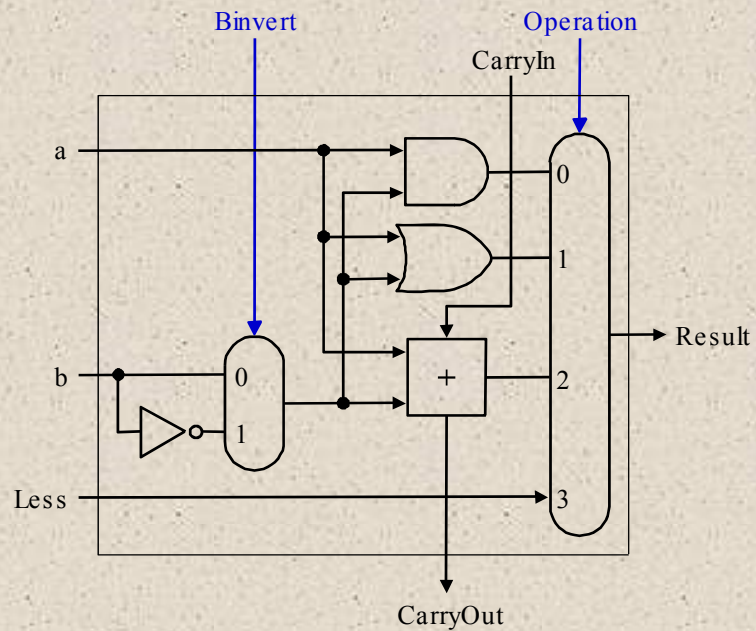 Binvert
Operation
CarryIn
a
0
1
b
0
+
2
1
Result
Less
3
CarryOut